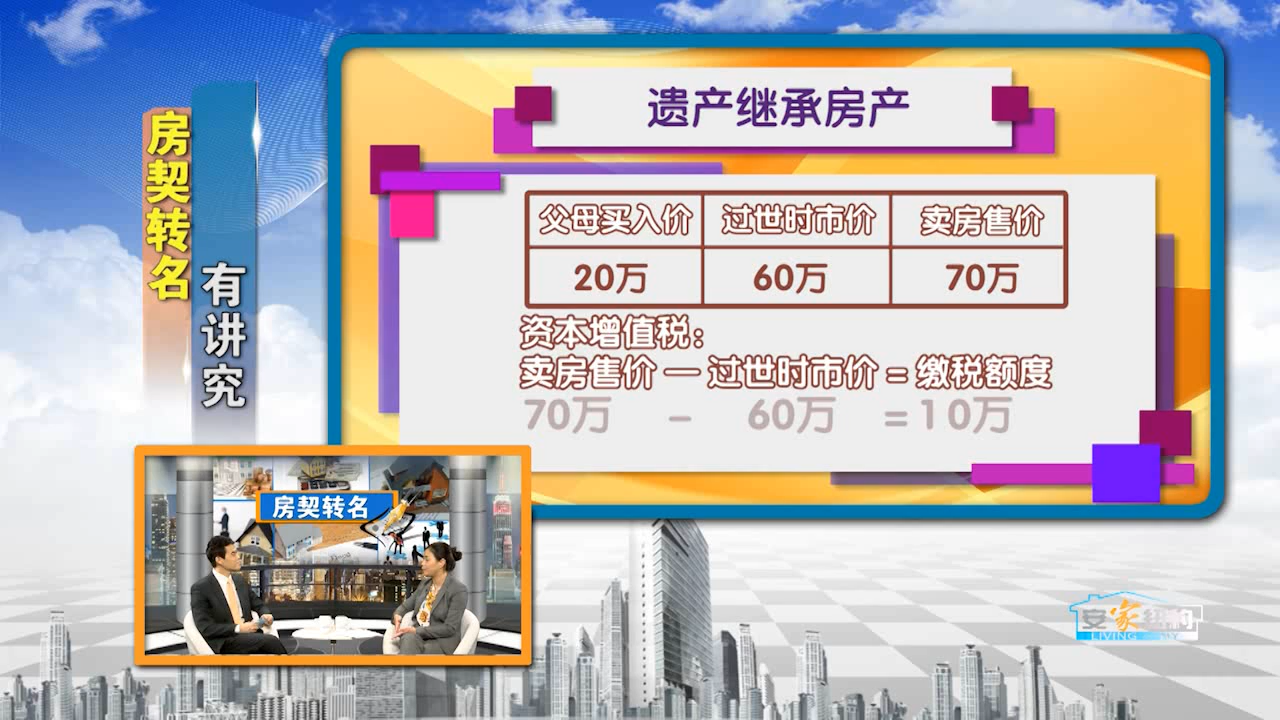 房契转名
有讲究
遗产继承房产
父母买入价 过世时市价 卖房售价
20万 60万 70万
资本增值税：
卖房售价 — 过世时市价 = 缴税额度
70万 - 60万 = 10万
房契转名
安家纽约
LIVING